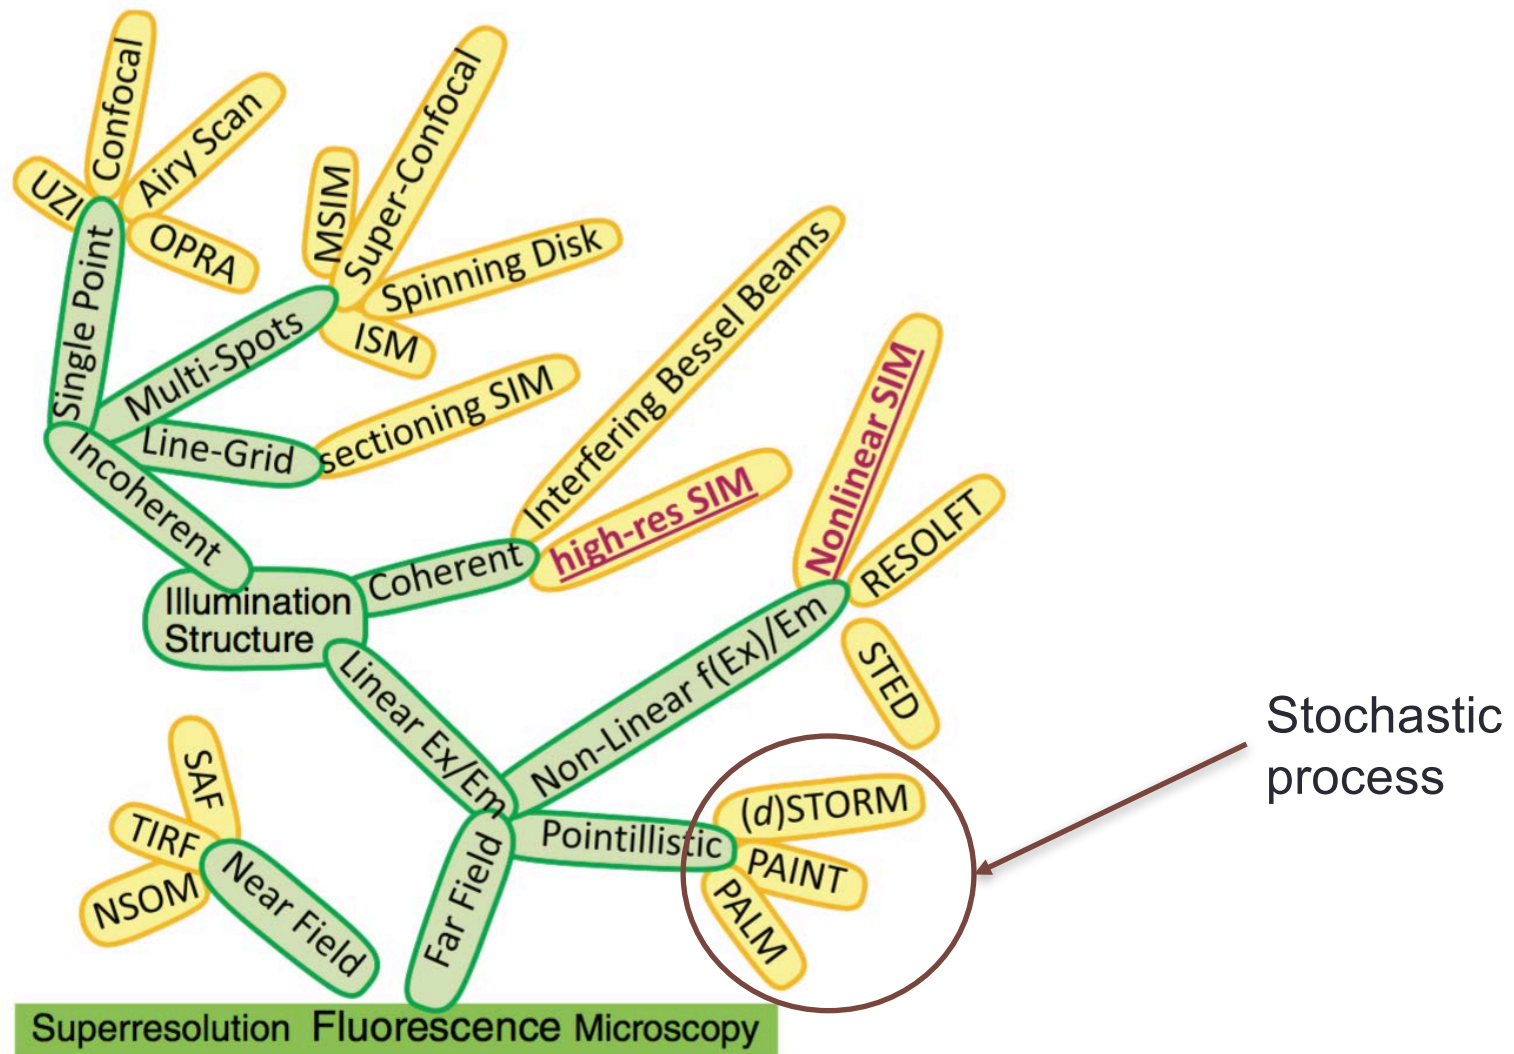 Confocal
Airy Scan
UZI
OPRA
Single Point
MSIM
Super-Confocal
Spinning Disk
ISM
Multi-Spots
Line-Grid
sectioning SIM
Incoherent
Interfering Bessel Beams
high-res SIM
Coherent
Illumination
Structure
Nonlinear SIM
RESOLFT
STED
Non-Linear f(Ex)/Em
Linear Ex/Em
Stochastic
process
(d)STORM
PAINT
PALM
Pointillistic
Far Field
SAF
TIRF
NSOM
Near Field
Superresolution Fluorescence Microscopy